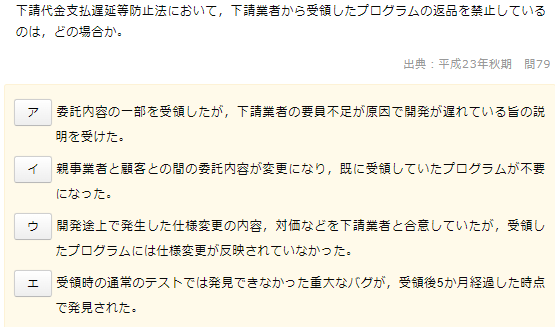 下請代金支払遅延等防止法において，下請業者から受領したプログラムの返品を禁止している
のは，どの場合か。
出典：平成23年秋期　問79
ア 委託内容の一部を受領したが，下請業者の要員不足が原因で開発が遅れている旨の説
明を受けた。
イ 親事業者と顧客との間の委託内容が変更になり，既に受領していたプログラムが不要
になった。
ウ 開発途上で発生した仕様変更の内容，対価などを下請業者と合意していたが，受領し
たプログラムには仕様変更が反映されていなかった。
エ 受領時の通常のテストでは発見できなかった重大なバグが，受領後5か月経過した時点
で発見された。